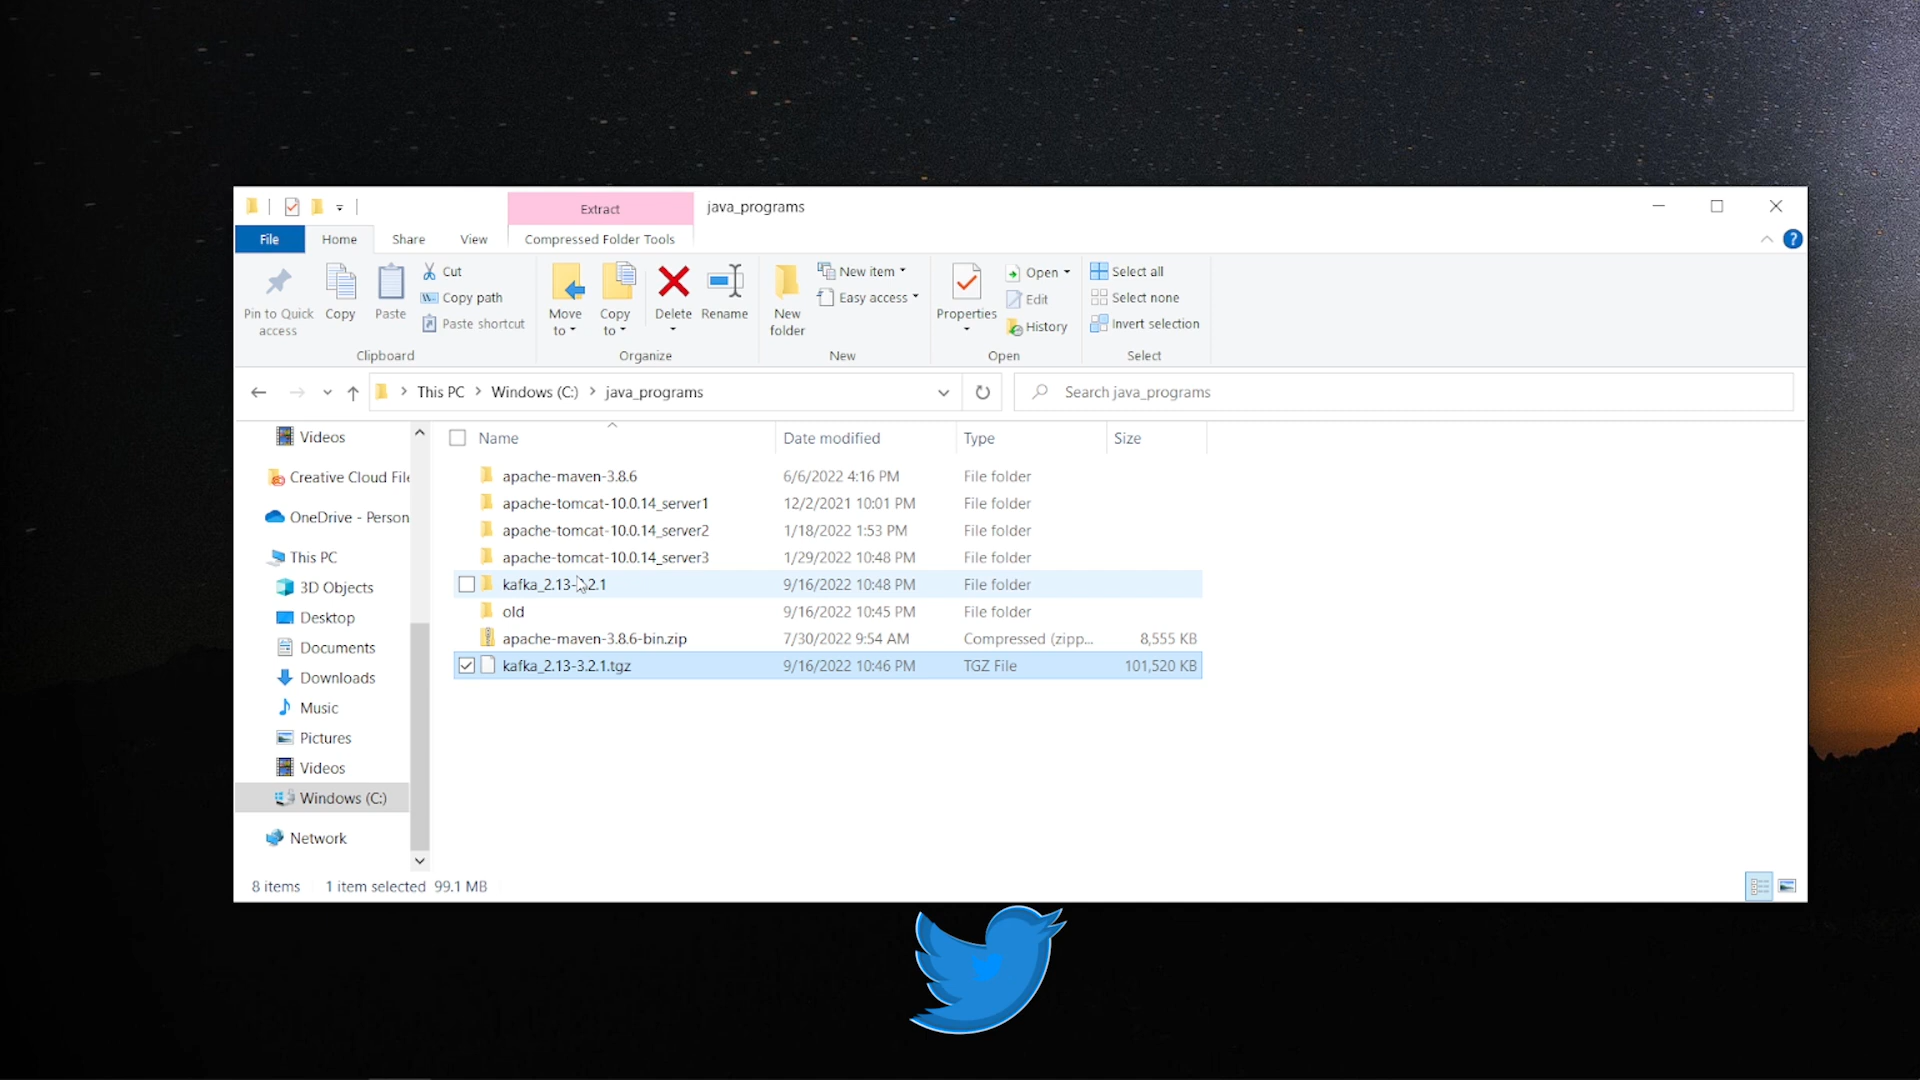 Extract java_programs
File Home Share View Compressed Folder Tools
Pin to Quick access
Copy
Paste
Cut
Copy path
Paste shortcut
Clipboard
Move to
Copy to
Delete
Rename
Organize
New folder
New item
Easy access
New
Properties
Open
Edit
History
Open
Select all
Select none
Invert selection
Select
This PC Windows (C:) java_programs
Search java_programs
Videos
Creative Cloud File
OneDrive - Person
This PC
3D Objects
Desktop
Documents
Downloads
Music
Pictures
Videos
Windows (C:)
Network
Name Date modified Type Size
apache-maven-3.8.6 6/6/2022 4:16 PM File folder
apache-tomcat-10.0.14_server1 12/2/2021 10:01 PM File folder
apache-tomcat-10.0.14_server2 1/18/2022 1:53 PM File folder
apache-tomcat-10.0.14_server3 1/29/2022 10:48 PM File folder
kafka_2.13-3.2.1 9/16/2022 10:48 PM File folder
old 9/16/2022 10:45 PM File folder
apache-maven-3.8.6-bin.zip 7/30/2022 9:54 AM Compressed (zipp... 8,555 KB
kafka_2.13-3.2.1.tgz 9/16/2022 10:46 PM TGZ File 101,520 KB
8 items 1 item selected 99.1 MB